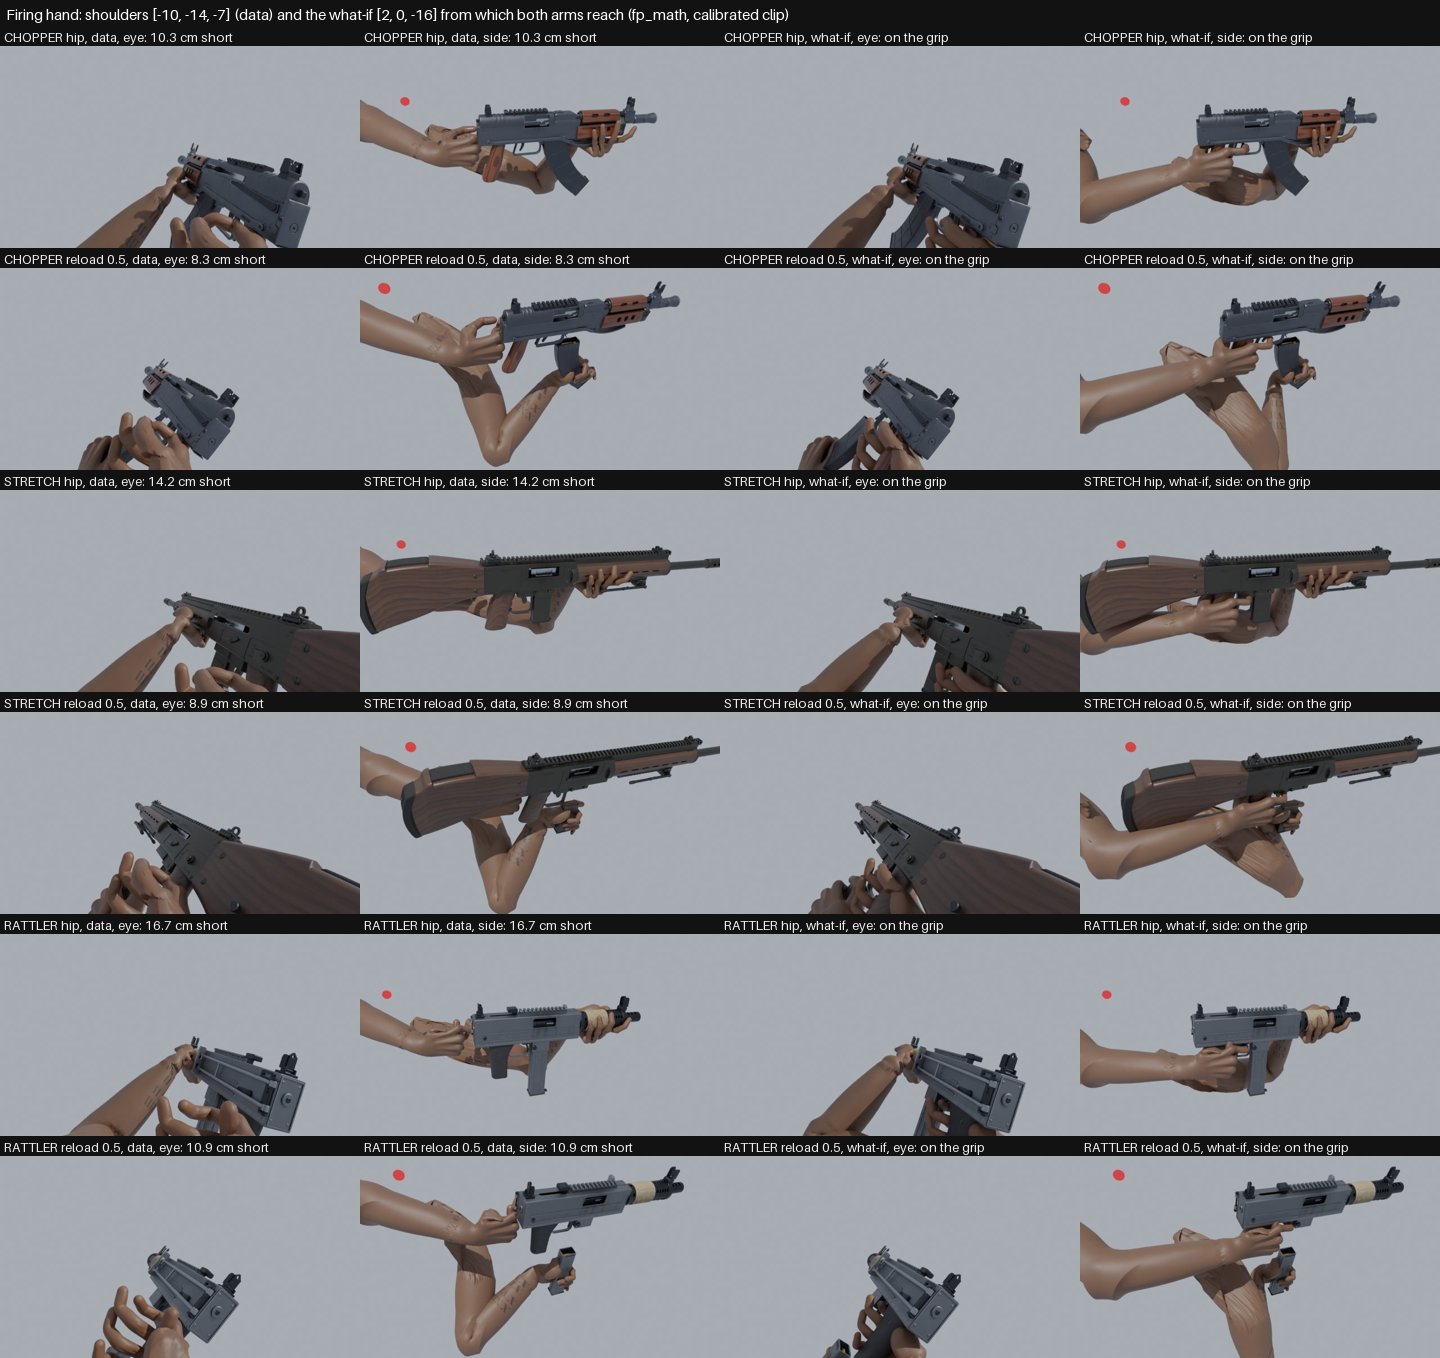 Firing hand: shoulders [-10, -14, -7] (data) and the what-if [2, 0, -16] from which both arms reach (fp_math, calibrated clip)
CHOPPER hip, data, eye: 10.3 cm short
CHOPPER hip, data, side: 10.3 cm short
CHOPPER hip, what-if, eye: on the grip
CHOPPER hip, what-if, side: on the grip
CHOPPER reload 0.5, data, eye: 8.3 cm short
CHOPPER reload 0.5, data, side: 8.3 cm short
CHOPPER reload 0.5, what-if, eye: on the grip
CHOPPER reload 0.5, what-if, side: on the grip
STRETCH hip, data, eye: 14.2 cm short
STRETCH hip, data, side: 14.2 cm short
STRETCH hip, what-if, eye: on the grip
STRETCH hip, what-if, side: on the grip
STRETCH reload 0.5, data, eye: 8.9 cm short
STRETCH reload 0.5, data, side: 8.9 cm short
STRETCH reload 0.5, what-if, eye: on the grip
STRETCH reload 0.5, what-if, side: on the grip
RATTLER hip, data, eye: 16.7 cm short
RATTLER hip, data, side: 16.7 cm short
RATTLER hip, what-if, eye: on the grip
RATTLER hip, what-if, side: on the grip
RATTLER reload 0.5, data, eye: 10.9 cm short
RATTLER reload 0.5, data, side: 10.9 cm short
RATTLER reload 0.5, what-if, eye: on the grip
RATTLER reload 0.5, what-if, side: on the grip